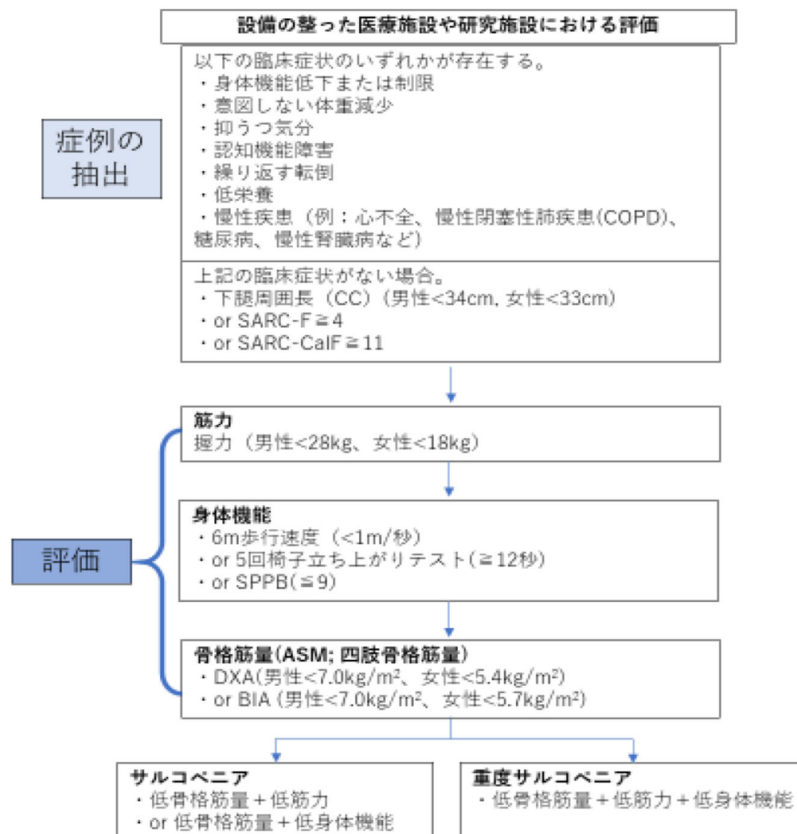 設備の整った医療施設や研究施設における評価
症例の
抽出
以下の臨床症状のいずれかが存在する。
・身体機能低下または制限
・意図しない体重減少
・抑うつ気分
・認知機能障害
・繰り返す転倒
・低栄養
・慢性疾患（例：心不全、慢性閉塞性肺疾患(COPD)、
糖尿病、慢性腎臓病など）
上記の臨床症状がない場合。
・下腿周囲長（CC）(男性<34cm, 女性<33cm）
・or SARC-F≧4
・or SARC-CalF≧11
評価
筋力
握力（男性<28kg、女性<18kg）
身体機能
・6m歩行速度（<1m/秒）
・or 5回椅子立ち上がりテスト(≧12秒）
・or SPPB(≦9）
骨格筋量(ASM; 四肢骨格筋量）
・DXA(男性<7.0kg/m²、女性<5.4kg/m²）
・or BIA (男性<7.0kg/m²、女性<5.7kg/m²）
サルコペニア
・低骨格筋量＋低筋力
・or 低骨格筋量＋低身体機能
重度サルコペニア
・低骨格筋量＋低筋力＋低身体機能